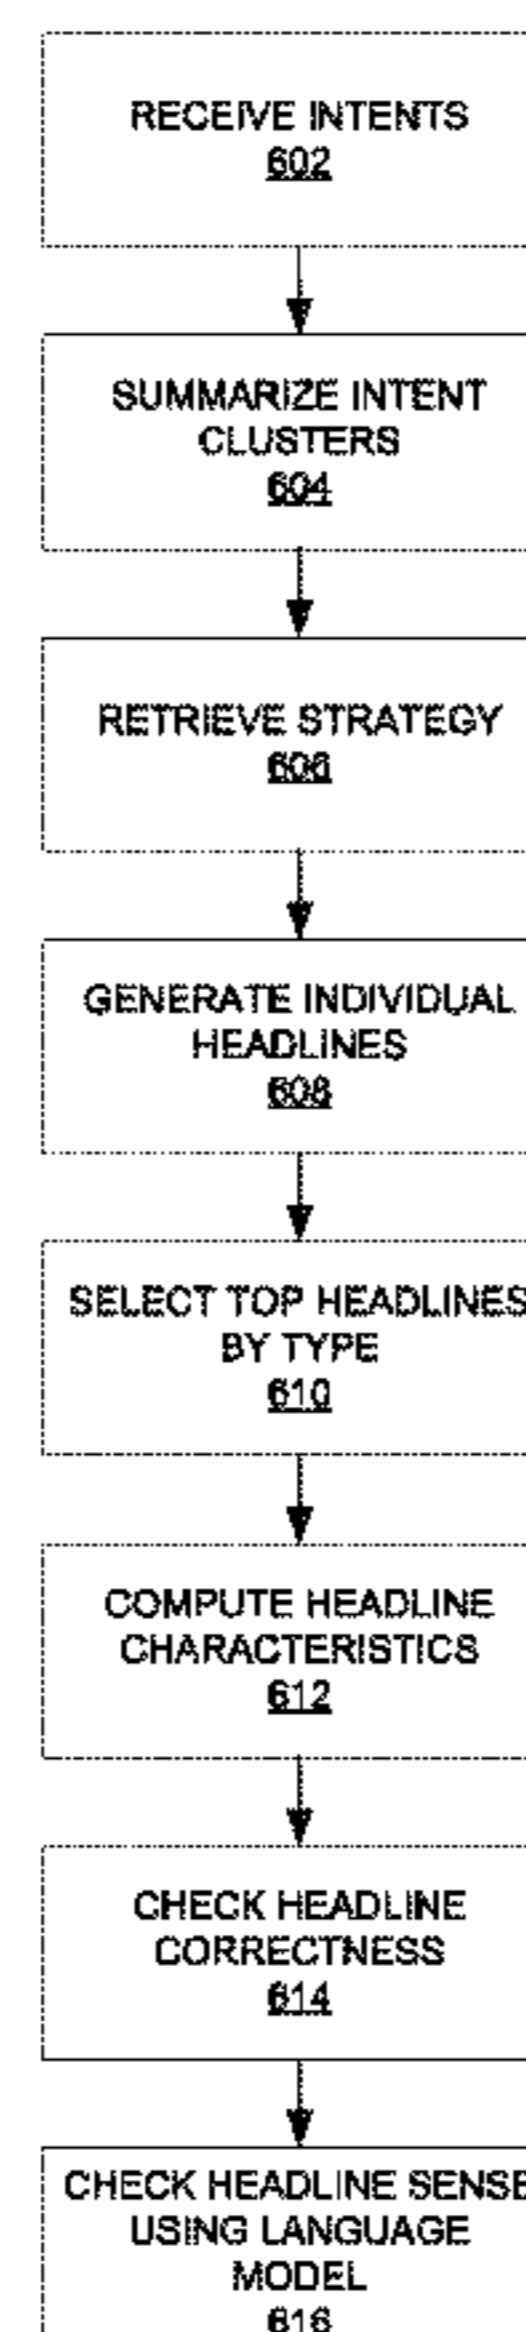 RECEIVE INTENTS
602
SUMMARIZE INTENT
CLUSTERS
604
RETRIEVE STRATEGY
606
GENERATE INDIVIDUAL
HEADLINES
608
SELECT TOP HEADLINES
BY TYPE
610
COMPUTE HEADLINE
CHARACTERISTICS
612
CHECK HEADLINE
CORRECTNESS
614
CHECK HEADLINE SENSE
USING LANGUAGE
MODEL
616